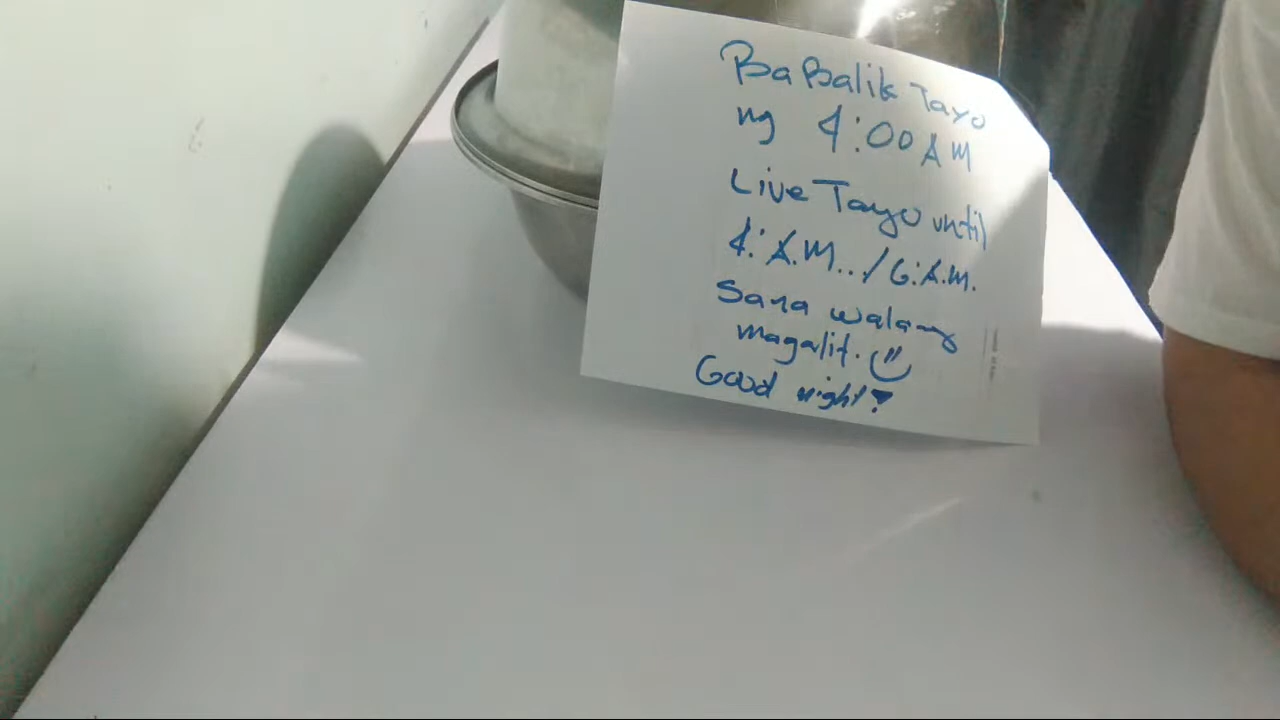 BaBalik Tayo
ng 4:00 AM
Live Tayo until
4: A.M.. / 6: A.M.
Sana walang
magalit.
Good night!